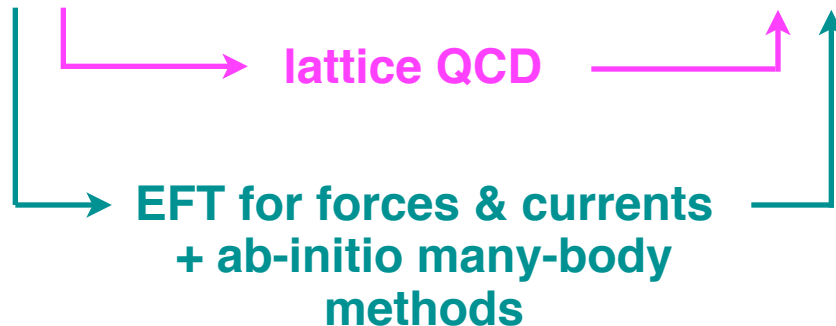 lattice QCD
EFT for forces & currents
+ ab-initio many-body
methods